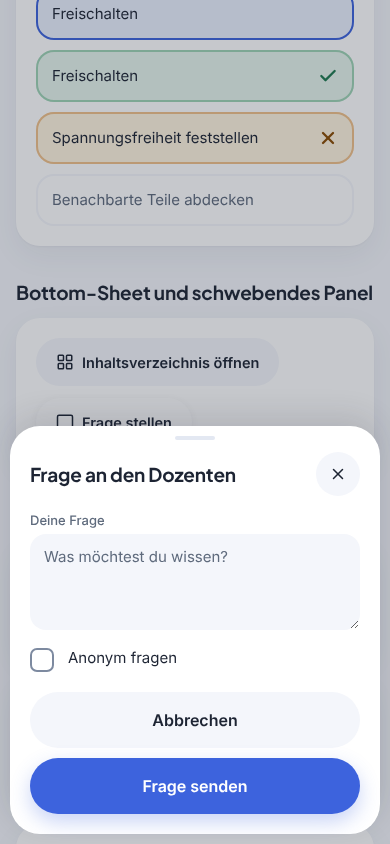 Freischalten
Freischalten
Spannungsfreiheit feststellen
Benachbarte Teile abdecken
Bottom-Sheet und schwebendes Panel
Inhaltsverzeichnis öffnen
Frage stellen
Frage an den Dozenten
Deine Frage
Was möchtest du wissen?
Anonym fragen
Abbrechen
Frage senden